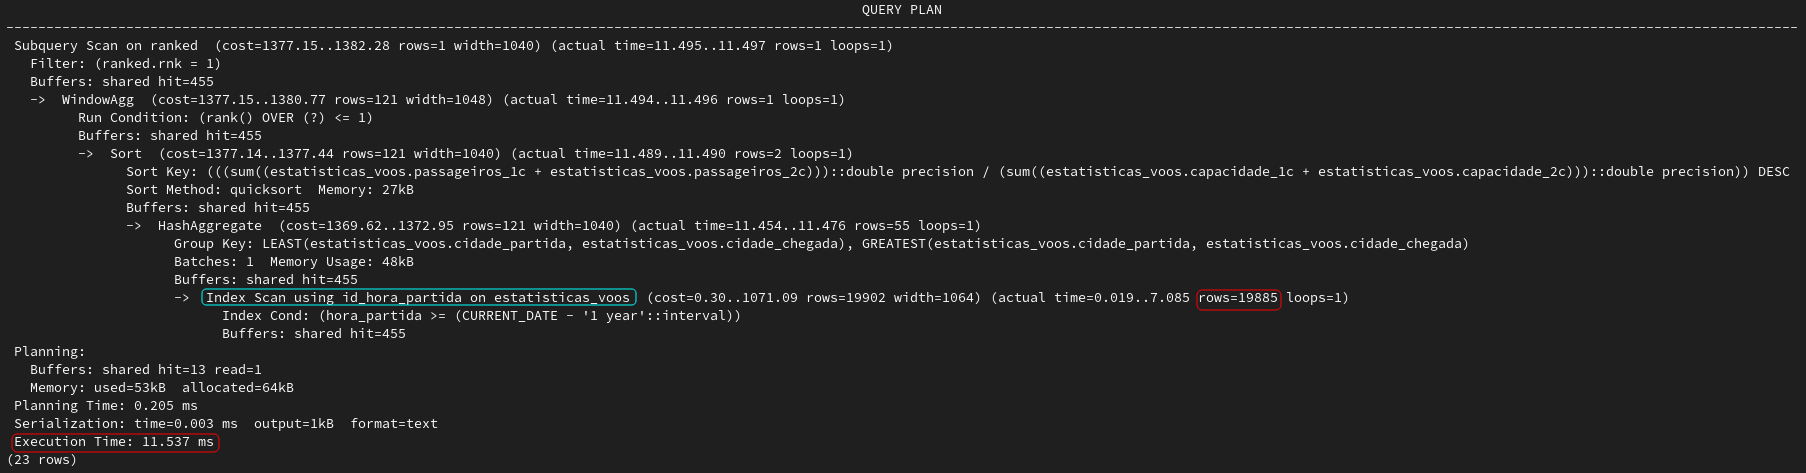 QUERY PLAN
--------------------------------------------------------------------------------------------------------------------------------------------------------------------------------------------------------------------------------
Subquery Scan on ranked  (cost=1377.15..1382.28 rows=1 width=1040) (actual time=11.495..11.497 rows=1 loops=1)
  Filter: (ranked.rnk = 1)
  Buffers: shared hit=455
  ->  WindowAgg  (cost=1377.15..1380.77 rows=121 width=1048) (actual time=11.494..11.496 rows=1 loops=1)
        Run Condition: (rank() OVER (?) <= 1)
        Buffers: shared hit=455
        ->  Sort  (cost=1377.14..1377.44 rows=121 width=1040) (actual time=11.489..11.490 rows=2 loops=1)
              Sort Key: (((sum((estatisticas_voos.passageiros_1c + estatisticas_voos.passageiros_2c)))::double precision / (sum((estatisticas_voos.capacidade_1c + estatisticas_voos.capacidade_2c)))::double precision)) DESC
              Sort Method: quicksort  Memory: 27kB
              Buffers: shared hit=455
              ->  HashAggregate  (cost=1369.62..1372.95 rows=121 width=1040) (actual time=11.454..11.476 rows=55 loops=1)
                    Group Key: LEAST(estatisticas_voos.cidade_partida, estatisticas_voos.cidade_chegada), GREATEST(estatisticas_voos.cidade_partida, estatisticas_voos.cidade_chegada)
                    Batches: 1  Memory Usage: 48kB
                    Buffers: shared hit=455
                    ->  Index Scan using id_hora_partida on estatisticas_voos  (cost=0.30..1071.09 rows=19902 width=1064) (actual time=0.019..7.085 rows=19885 loops=1)
                          Index Cond: (hora_partida >= (CURRENT_DATE - '1 year'::interval))
                          Buffers: shared hit=455
Planning:
  Buffers: shared hit=13 read=1
  Memory: used=53kB  allocated=64kB
Planning Time: 0.205 ms
Serialization: time=0.003 ms  output=1kB  format=text
Execution Time: 11.537 ms
(23 rows)